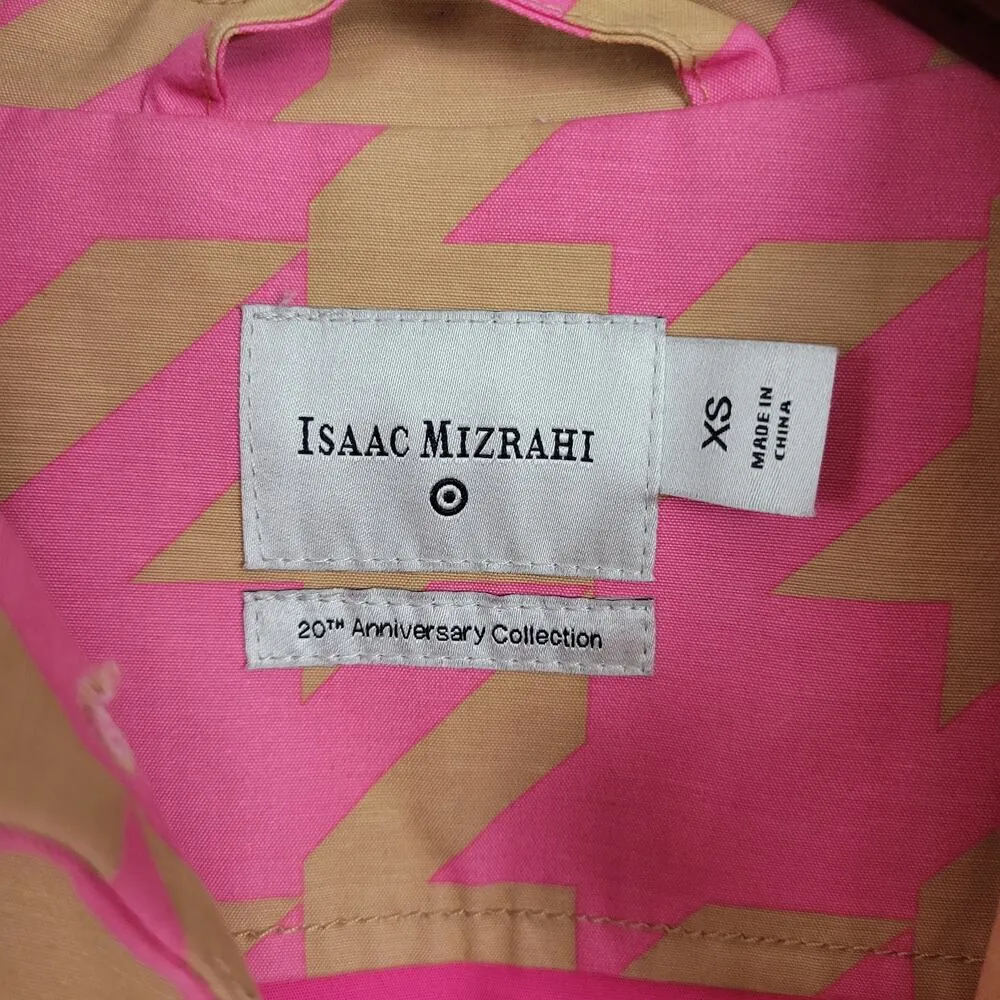 ISAAC MIZRAHI
20TH Anniversary Collection
XS
MADE IN
CHINA